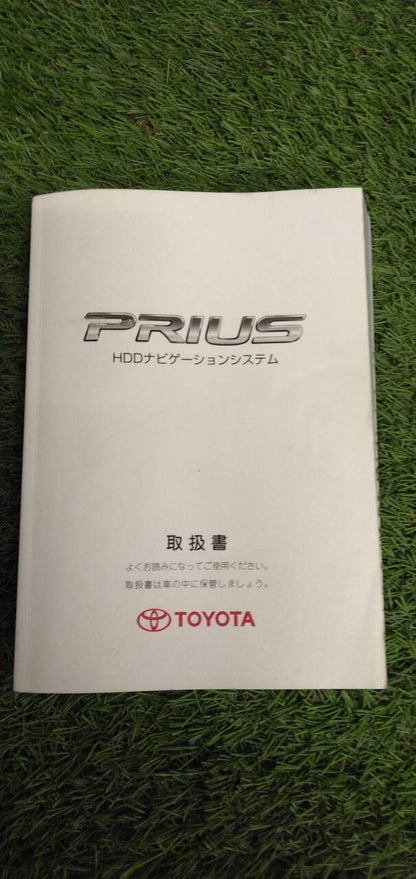 PRIUS
HDDナビゲーションシステム
取扱書
よくお読みになってご使用ください。
取扱書は車の中に保管しましょう。
TOYOTA